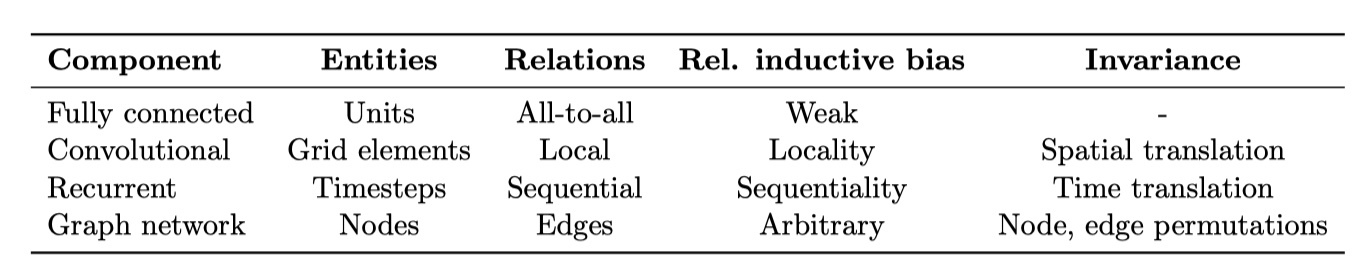 Component Entities Relations Rel. inductive bias Invariance
Fully connected Units All-to-all Weak -
Convolutional Grid elements Local Locality Spatial translation
Recurrent Timesteps Sequential Sequentiality Time translation
Graph network Nodes Edges Arbitrary Node, edge permutations